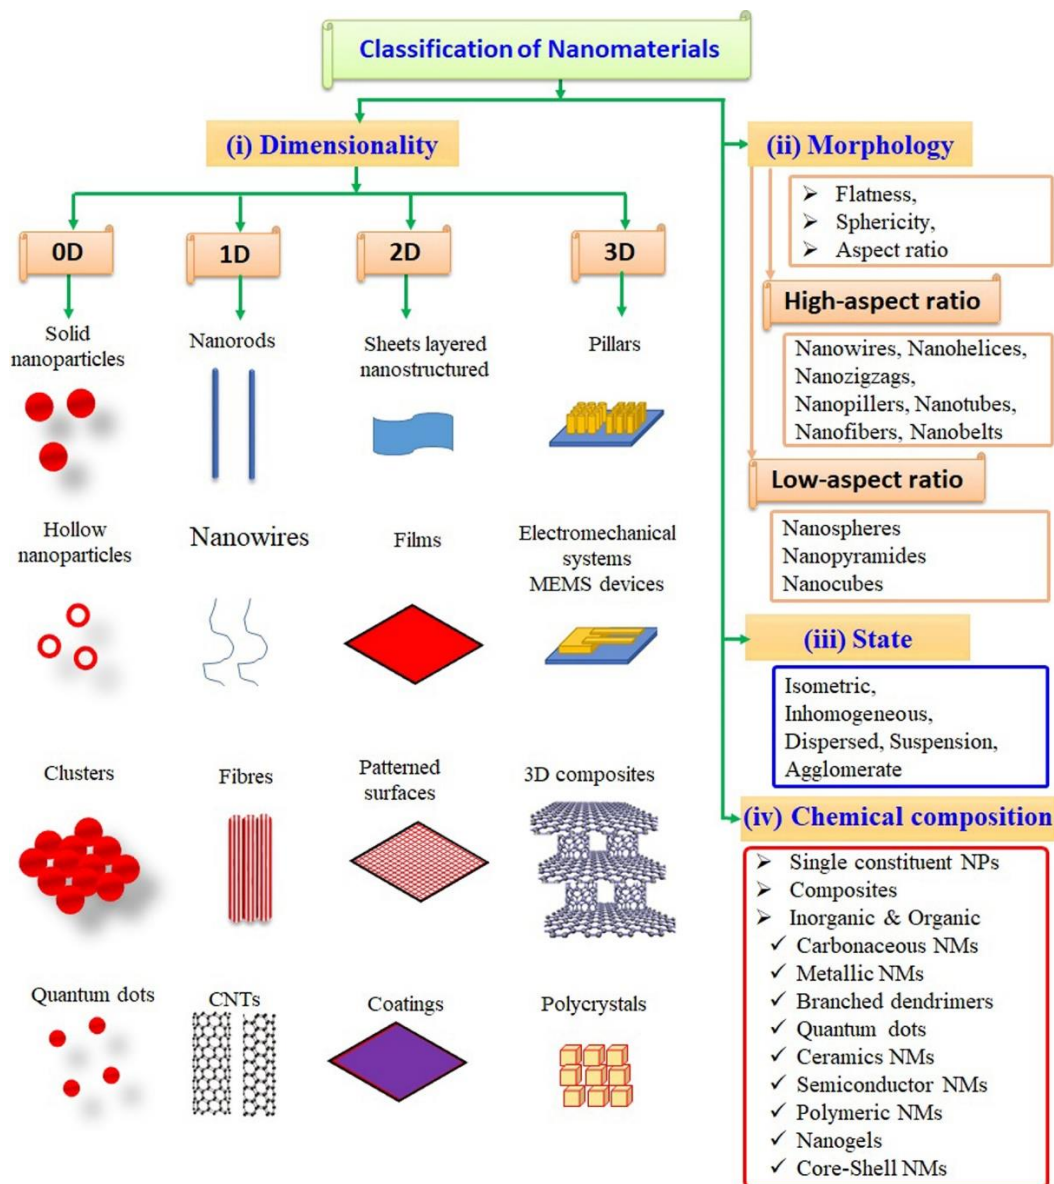 Classification of Nanomaterials
(i) Dimensionality
0D
1D
2D
3D
Solid
nanoparticles
Nanorods
Sheets layered
nanostructured
Pillars
Hollow
nanoparticles
Nanowires
Films
Electromechanical
systems
MEMS devices
Clusters
Fibres
Patterned
surfaces
3D composites
Quantum dots
CNTs
Coatings
Polycrystals
(ii) Morphology
➢ Flatness,
➢ Sphericity,
➢ Aspect ratio
High-aspect ratio
Nanowires, Nanohelices,
Nanozigzags,
Nanopillers, Nanotubes,
Nanofibers, Nanobelts
Low-aspect ratio
Nanospheres
Nanopyramides
Nanocubes
(iii) State
Isometric,
Inhomogeneous,
Dispersed, Suspension,
Agglomerate
(iv) Chemical composition
➢ Single constituent NPs
➢ Composites
➢ Inorganic & Organic
✓ Carbonaceous NMs
✓ Metallic NMs
✓ Branched dendrimers
✓ Quantum dots
✓ Ceramics NMs
✓ Semiconductor NMs
✓ Polymeric NMs
✓ Nanogels
✓ Core-Shell NMs